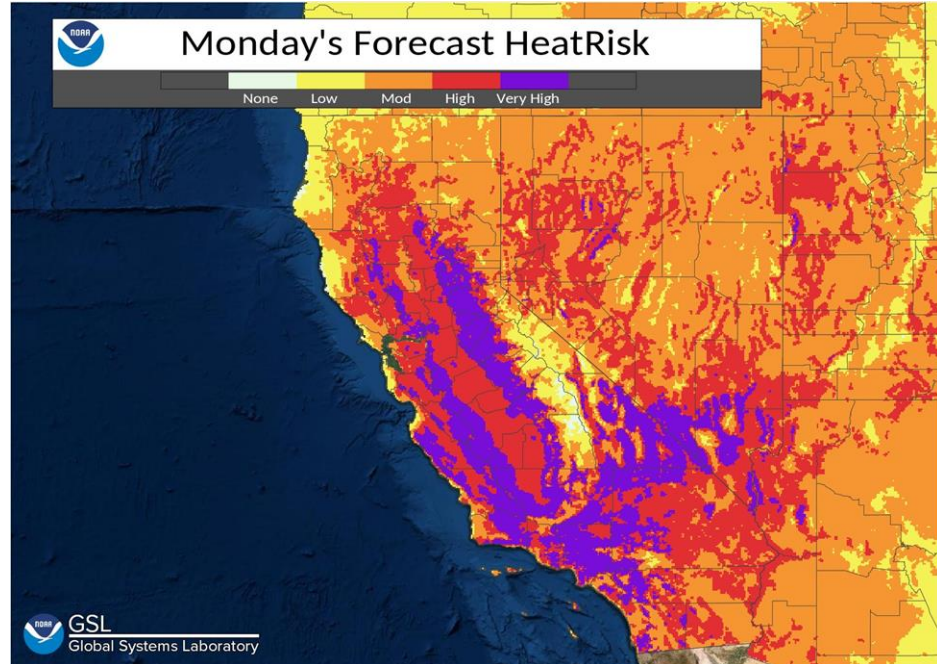 NOAA
Monday's Forecast HeatRisk
None Low Mod High Very High
NOAA
GSL
Global Systems Laboratory